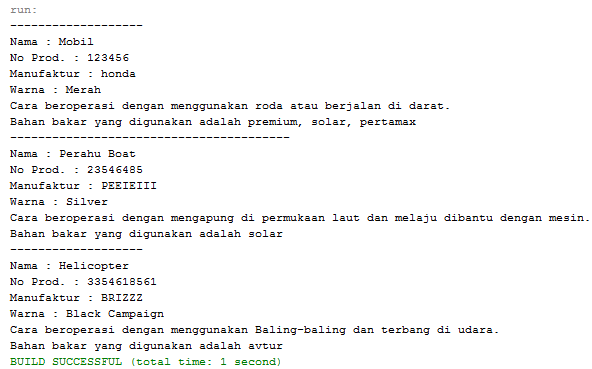 run:
-------------------
Nama : Mobil
No Prod. : 123456
Manufaktur : honda
Warna : Merah
Cara beroperasi dengan menggunakan roda atau berjalan di darat.
Bahan bakar yang digunakan adalah premium, solar, pertamax
----------------------------------------
Nama : Perahu Boat
No Prod. : 23546485
Manufaktur : PEEIEIII
Warna : Silver
Cara beroperasi dengan mengapung di permukaan laut dan melaju dibantu dengan mesin.
Bahan bakar yang digunakan adalah solar
-------------------
Nama : Helicopter
No Prod. : 3354618561
Manufaktur : BRIZZZ
Warna : Black Campaign
Cara beroperasi dengan menggunakan Baling-baling dan terbang di udara.
Bahan bakar yang digunakan adalah avtur
BUILD SUCCESSFUL (total time: 1 second)